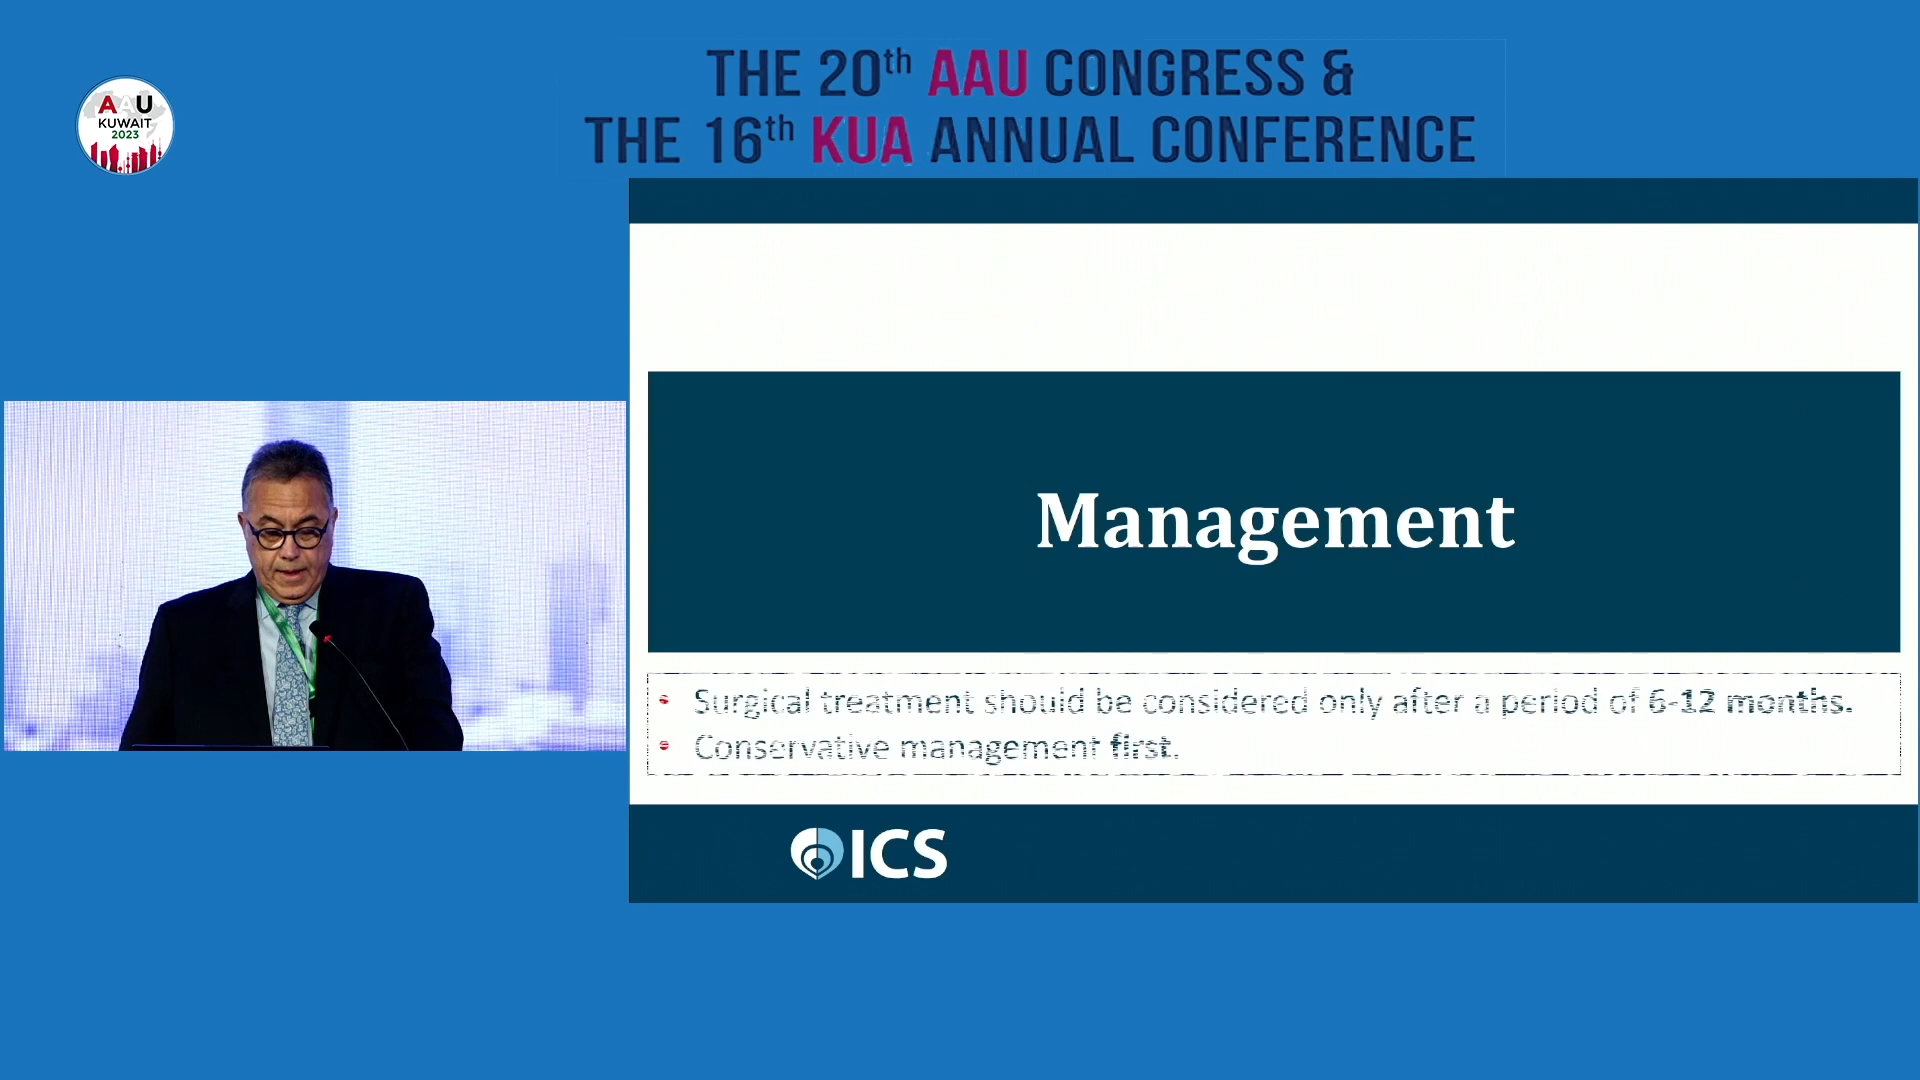 THE 20th AAU CONGRESS &
THE 16th KUA ANNUAL CONFERENCE
AAU
KUWAIT
2023
Management
• Surgical treatment should be considered only after a period of 6-12 months.
• Conservative management first.
ICS